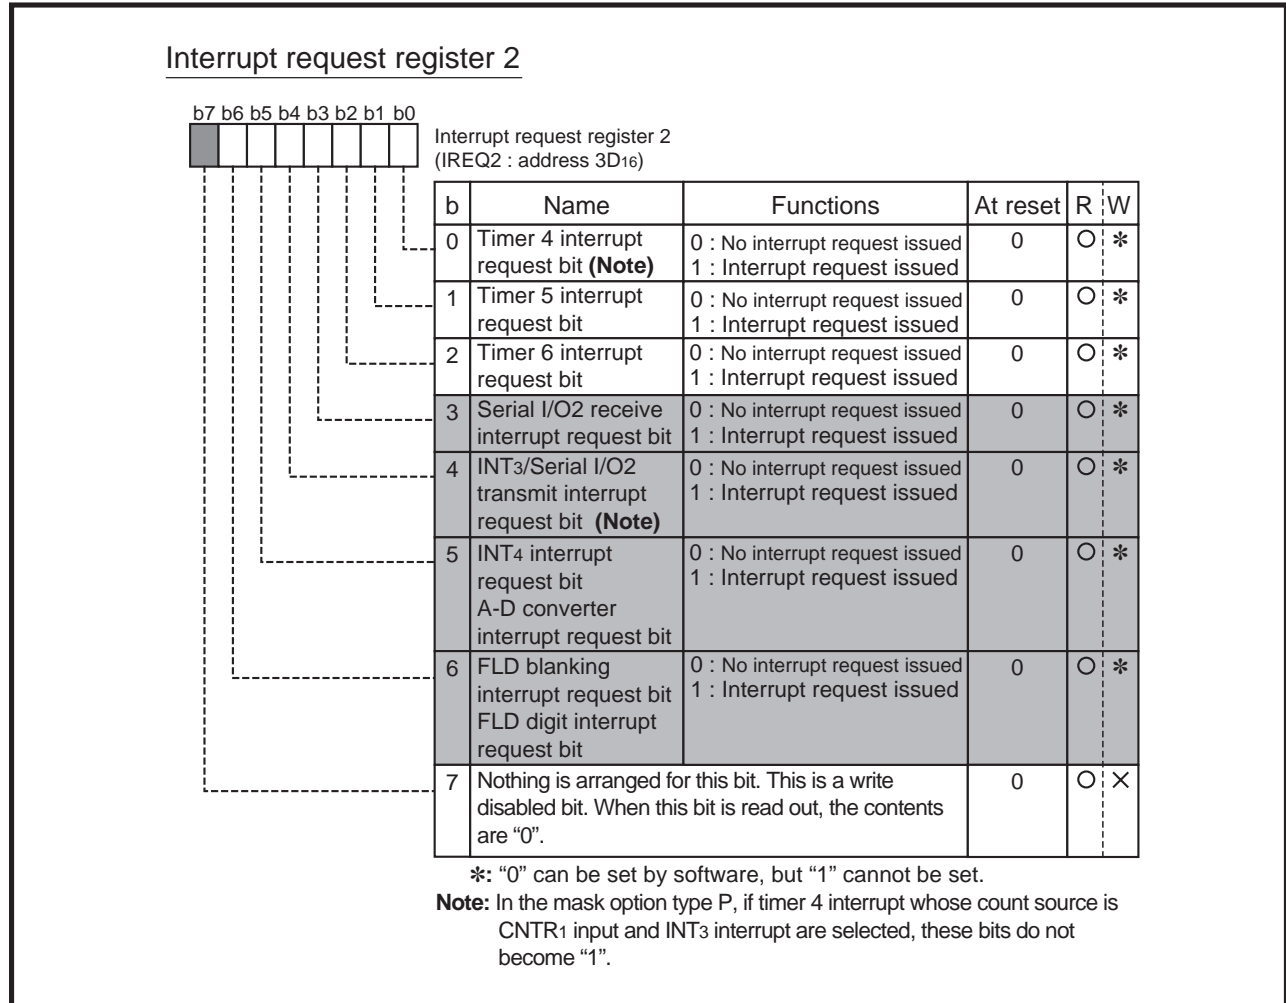 Interrupt request register 2
b7 b6 b5 b4 b3 b2 b1 b0
Interrupt request register 2
(IREQ2 : address 3D16)
b Name Functions At reset R W
0 Timer 4 interrupt request bit (Note) 0 : No interrupt request issued 1 : Interrupt request issued 0 ○ ✻
1 Timer 5 interrupt request bit 0 : No interrupt request issued 1 : Interrupt request issued 0 ○ ✻
2 Timer 6 interrupt request bit 0 : No interrupt request issued 1 : Interrupt request issued 0 ○ ✻
3 Serial I/O2 receive interrupt request bit 0 : No interrupt request issued 1 : Interrupt request issued 0 ○ ✻
4 INT3/Serial I/O2 transmit interrupt request bit (Note) 0 : No interrupt request issued 1 : Interrupt request issued 0 ○ ✻
5 INT4 interrupt request bit A-D converter interrupt request bit 0 : No interrupt request issued 1 : Interrupt request issued 0 ○ ✻
6 FLD blanking interrupt request bit FLD digit interrupt request bit 0 : No interrupt request issued 1 : Interrupt request issued 0 ○ ✻
7 Nothing is arranged for this bit. This is a write disabled bit. When this bit is read out, the contents are “0”. 0 ○ ✕
✻: “0” can be set by software, but “1” cannot be set.
Note: In the mask option type P, if timer 4 interrupt whose count source is
CNTR1 input and INT3 interrupt are selected, these bits do not
become “1”.